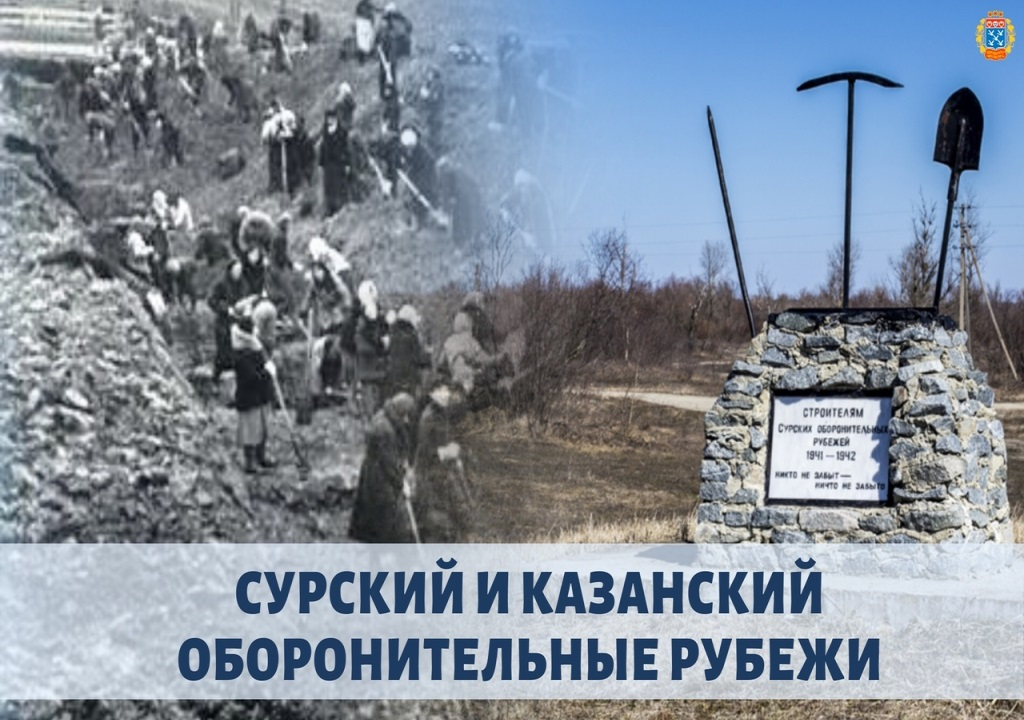 СТРОИТЕЛЯМ
СУРСКИХ ОБОРОНИТЕЛЬНЫХ
РУБЕЖЕЙ
1941 — 1942
НИКТО НЕ ЗАБЫТ —
НИЧТО НЕ ЗАБЫТО
СУРСКИЙ И КАЗАНСКИЙ
ОБОРОНИТЕЛЬНЫЕ РУБЕЖИ